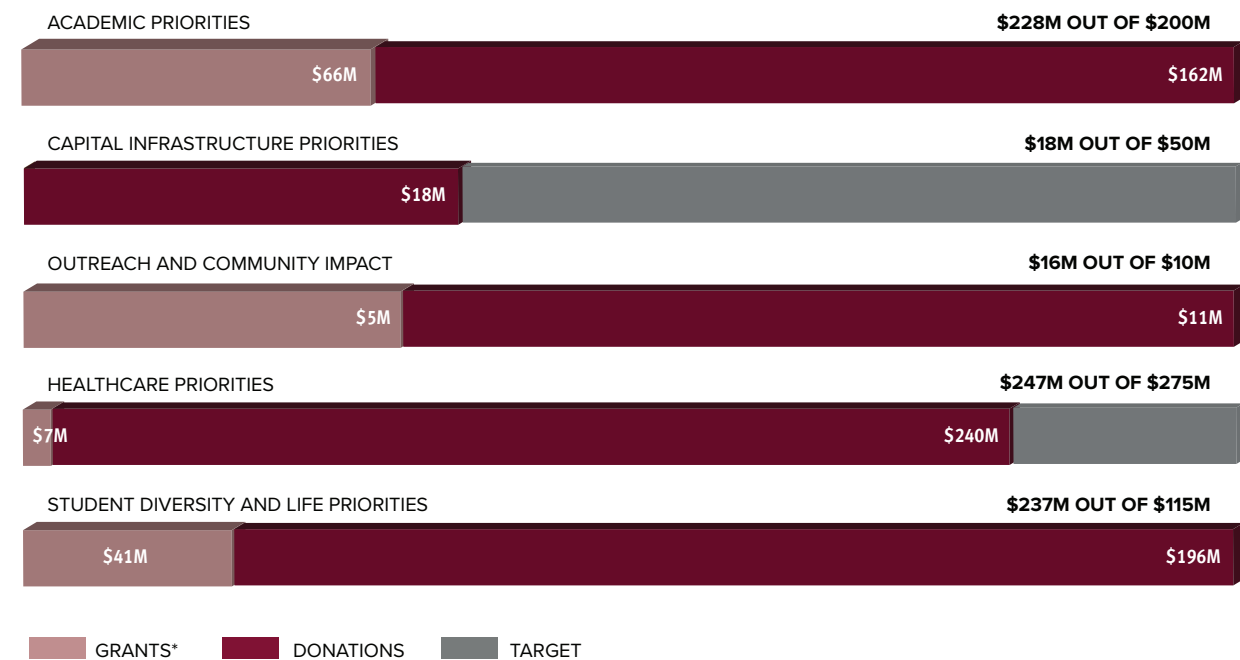 ACADEMIC PRIORITIES $228M OUT OF $200M
$66M $162M
CAPITAL INFRASTRUCTURE PRIORITIES $18M OUT OF $50M
$18M
OUTREACH AND COMMUNITY IMPACT $16M OUT OF $10M
$5M $11M
HEALTHCARE PRIORITIES $247M OUT OF $275M
$7M $240M
STUDENT DIVERSITY AND LIFE PRIORITIES $237M OUT OF $115M
$41M $196M
GRANTS* DONATIONS TARGET